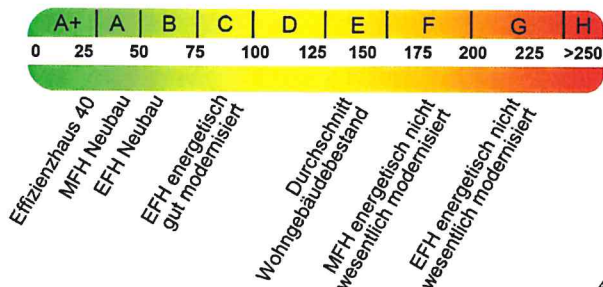 A+ A B C D E F G H
0 25 50 75 100 125 150 175 200 225 >250
Effizienzhaus 40
MFH Neubau
EFH Neubau
EFH energetisch
gut modernisiert
Durchschnitt
Wohngebäudebestand
MFH energetisch nicht
wesentlich modernisiert
EFH energetisch nicht
wesentlich modernisiert